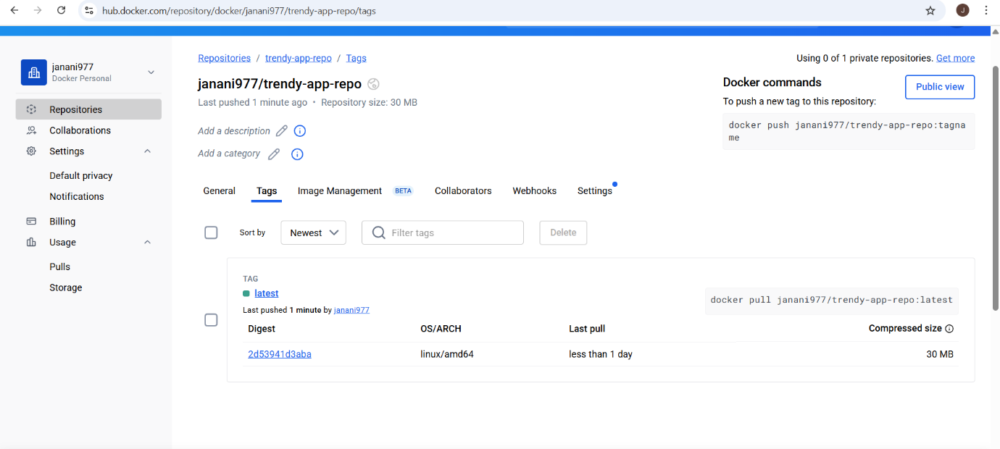 hub.docker.com/repository/docker/janani977/trendy-app-repo/tags
J
janani977
Docker Personal
Repositories
Collaborations
Settings
Default privacy
Notifications
Billing
Usage
Pulls
Storage
Repositories / trendy-app-repo / Tags
Using 0 of 1 private repositories. Get more
janani977/trendy-app-repo
Last pushed 1 minute ago • Repository size: 30 MB
Add a description
Add a category
Docker commands
Public view
To push a new tag to this repository:
docker push janani977/trendy-app-repo:tagna
me
General Tags Image Management BETA Collaborators Webhooks Settings
Sort by Newest Filter tags Delete
TAG
latest
Last pushed 1 minute by janani977
docker pull janani977/trendy-app-repo:latest
Digest OS/ARCH Last pull Compressed size
2d53941d3aba linux/amd64 less than 1 day 30 MB